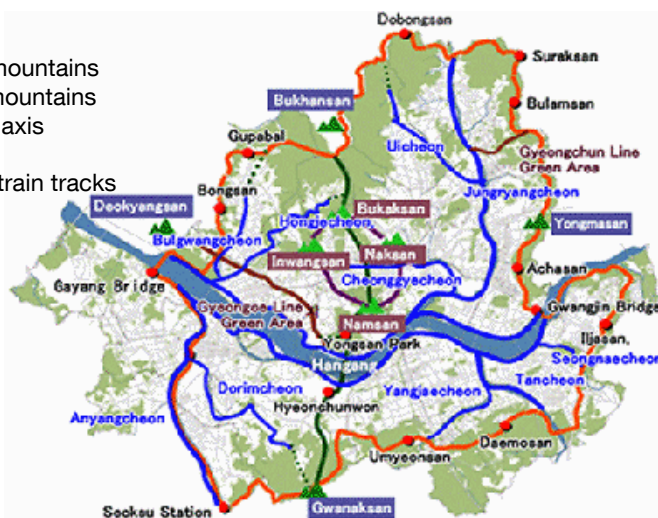 Dobongsan
mountains
Suraksan
mountains
Bukhansan
Bulamsan
axis
Gupabal
Uicheon
Gyeongchun Line
Green Area
train tracks
Bongsan
Jungryangcheon
Deokyangsan
Bukaksan
Hongjecheon,
Yongmasan
Bulgwangcheon
Inwangsan
Naksan
Achasan
Gayang Bridge
Cheonggyecheon
Gyeongoe Line
Green Area
Gwangjin Bridge
Namsan
Iljasan,
Yongsan Park
Seongnaecheon
Hangang
Dorimcheon
Yangjaecheon
Tancheon
Hyeonchunwon
Anyangcheon
Daemosan
Umyeonsan
Gwanaksan
Seoksu Station